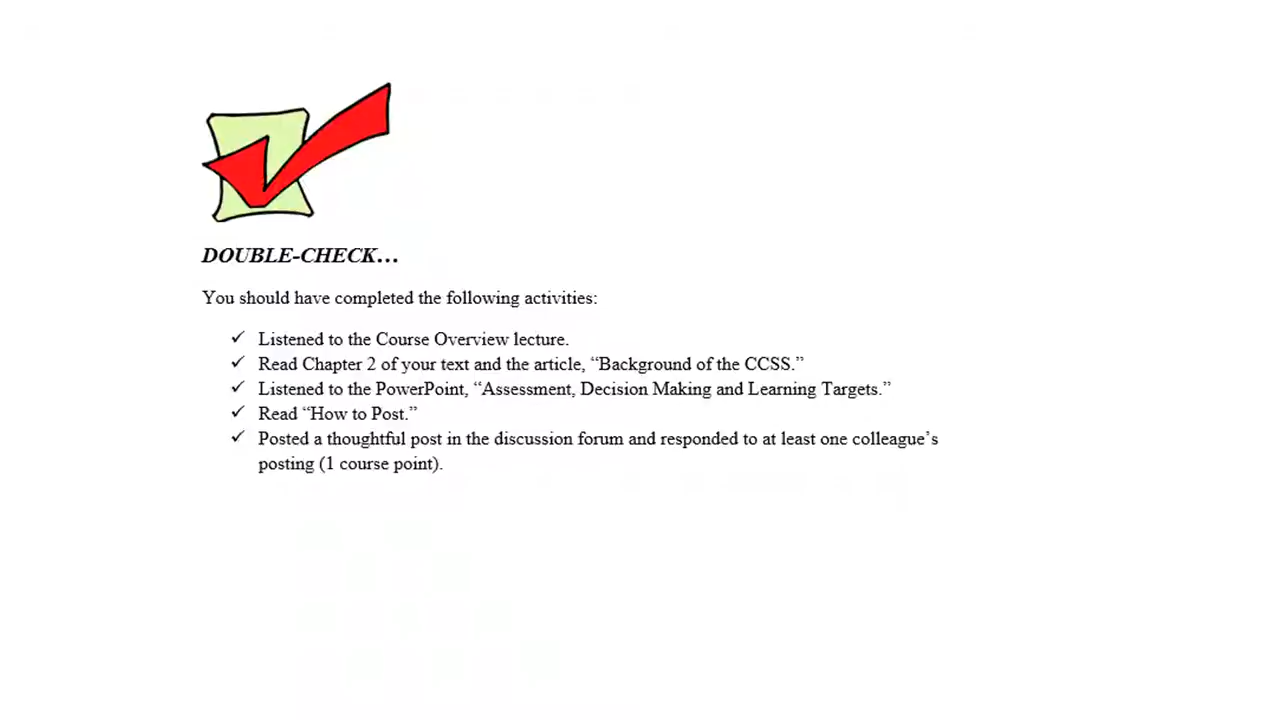 DOUBLE-CHECK…
You should have completed the following activities:
✓ Listened to the Course Overview lecture.
✓ Read Chapter 2 of your text and the article, “Background of the CCSS.”
✓ Listened to the PowerPoint, “Assessment, Decision Making and Learning Targets.”
✓ Read “How to Post.”
✓ Posted a thoughtful post in the discussion forum and responded to at least one colleague’s
posting (1 course point).